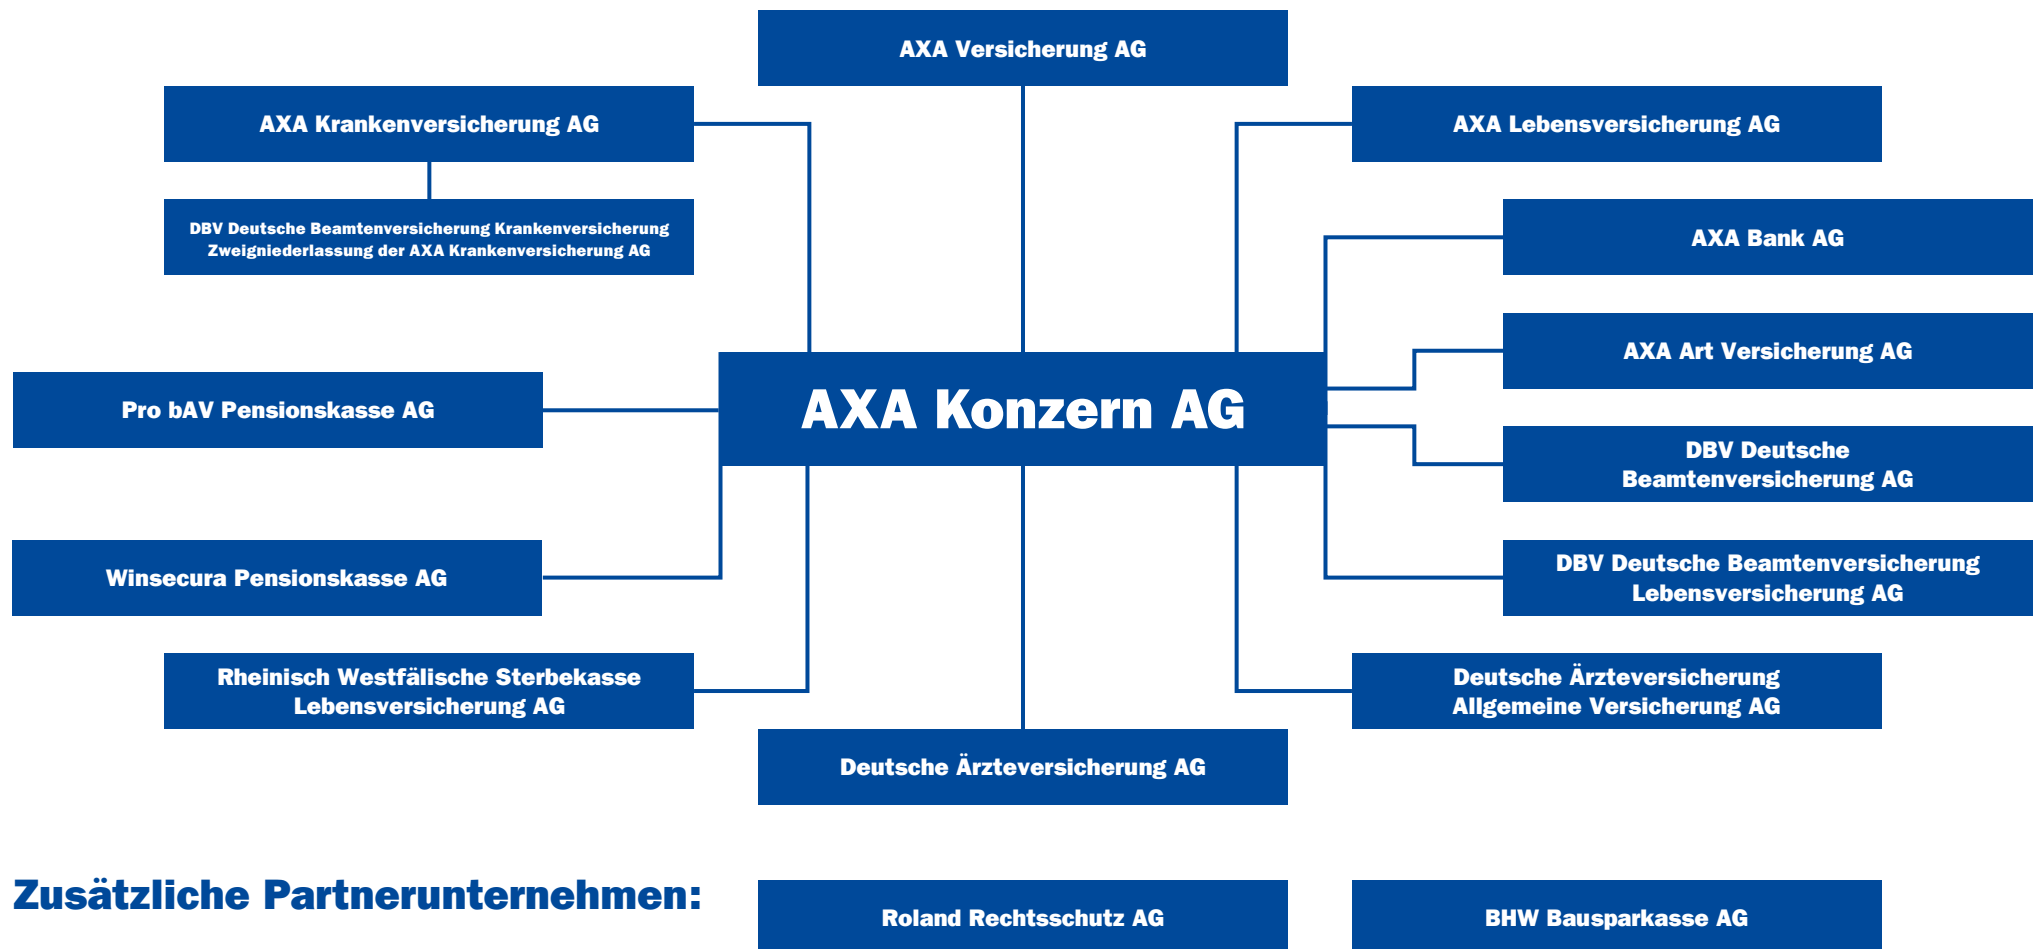 AXA Versicherung AG
AXA Krankenversicherung AG
AXA Lebensversicherung AG
DBV Deutsche Beamtenversicherung Krankenversicherung
Zweigniederlassung der AXA Krankenversicherung AG
AXA Bank AG
AXA Art Versicherung AG
Pro bAV Pensionskasse AG
AXA Konzern AG
DBV Deutsche
Beamtenversicherung AG
Winsecura Pensionskasse AG
DBV Deutsche Beamtenversicherung
Lebensversicherung AG
Rheinisch Westfälische Sterbekasse
Lebensversicherung AG
Deutsche Ärzteversicherung
Allgemeine Versicherung AG
Deutsche Ärzteversicherung AG
Zusätzliche Partnerunternehmen:
Roland Rechtsschutz AG
BHW Bausparkasse AG